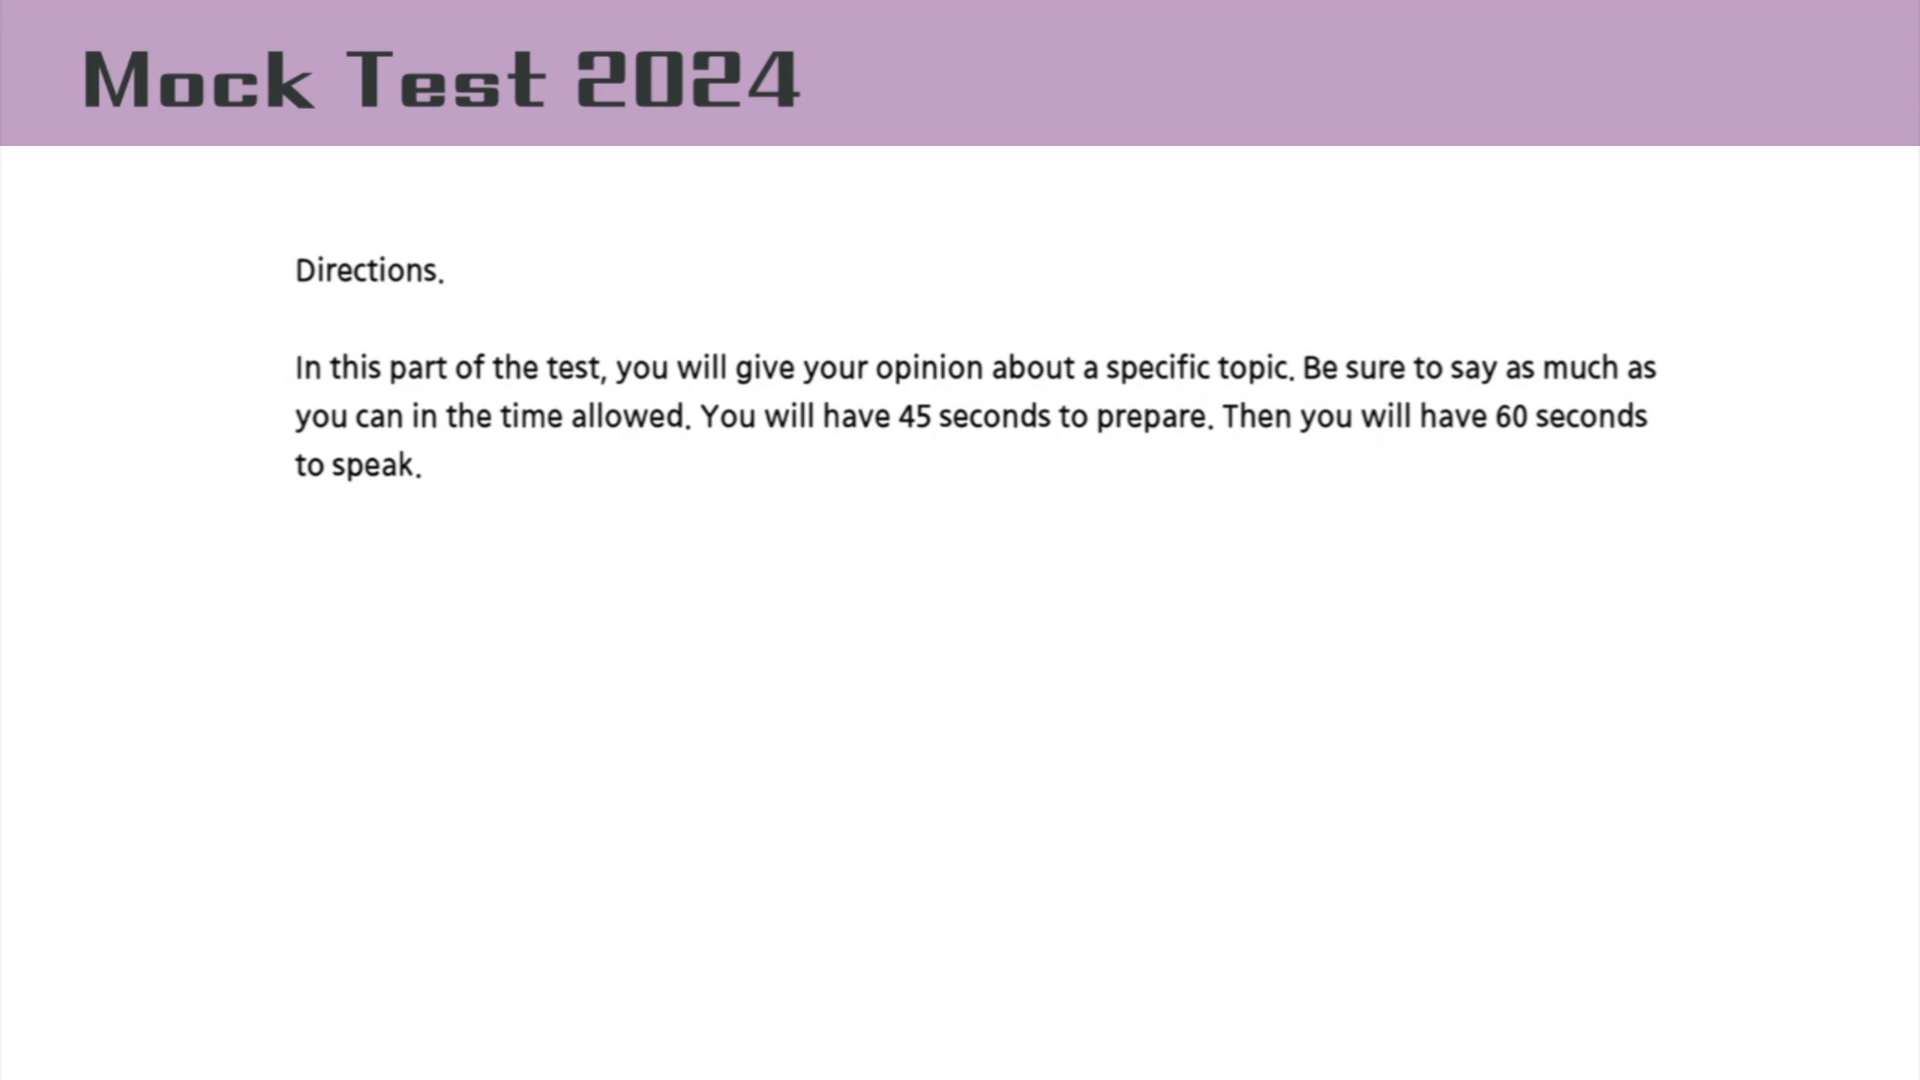 Mock Test 2024
Directions.
In this part of the test, you will give your opinion about a specific topic. Be sure to say as much as
you can in the time allowed. You will have 45 seconds to prepare. Then you will have 60 seconds
to speak.